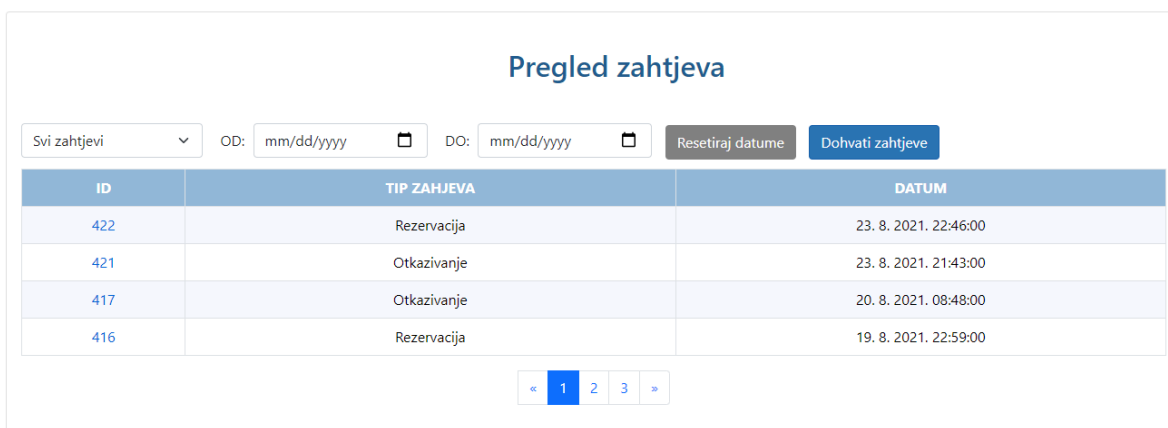 Pregled zahtjeva
Svi zahtjevi OD: mm/dd/yyyy DO: mm/dd/yyyy Resetiraj datume Dohvati zahtjeve
ID TIP ZAHJEVA DATUM
422 Rezervacija 23. 8. 2021. 22:46:00
421 Otkazivanje 23. 8. 2021. 21:43:00
417 Otkazivanje 20. 8. 2021. 08:48:00
416 Rezervacija 19. 8. 2021. 22:59:00
« 1 2 3 »